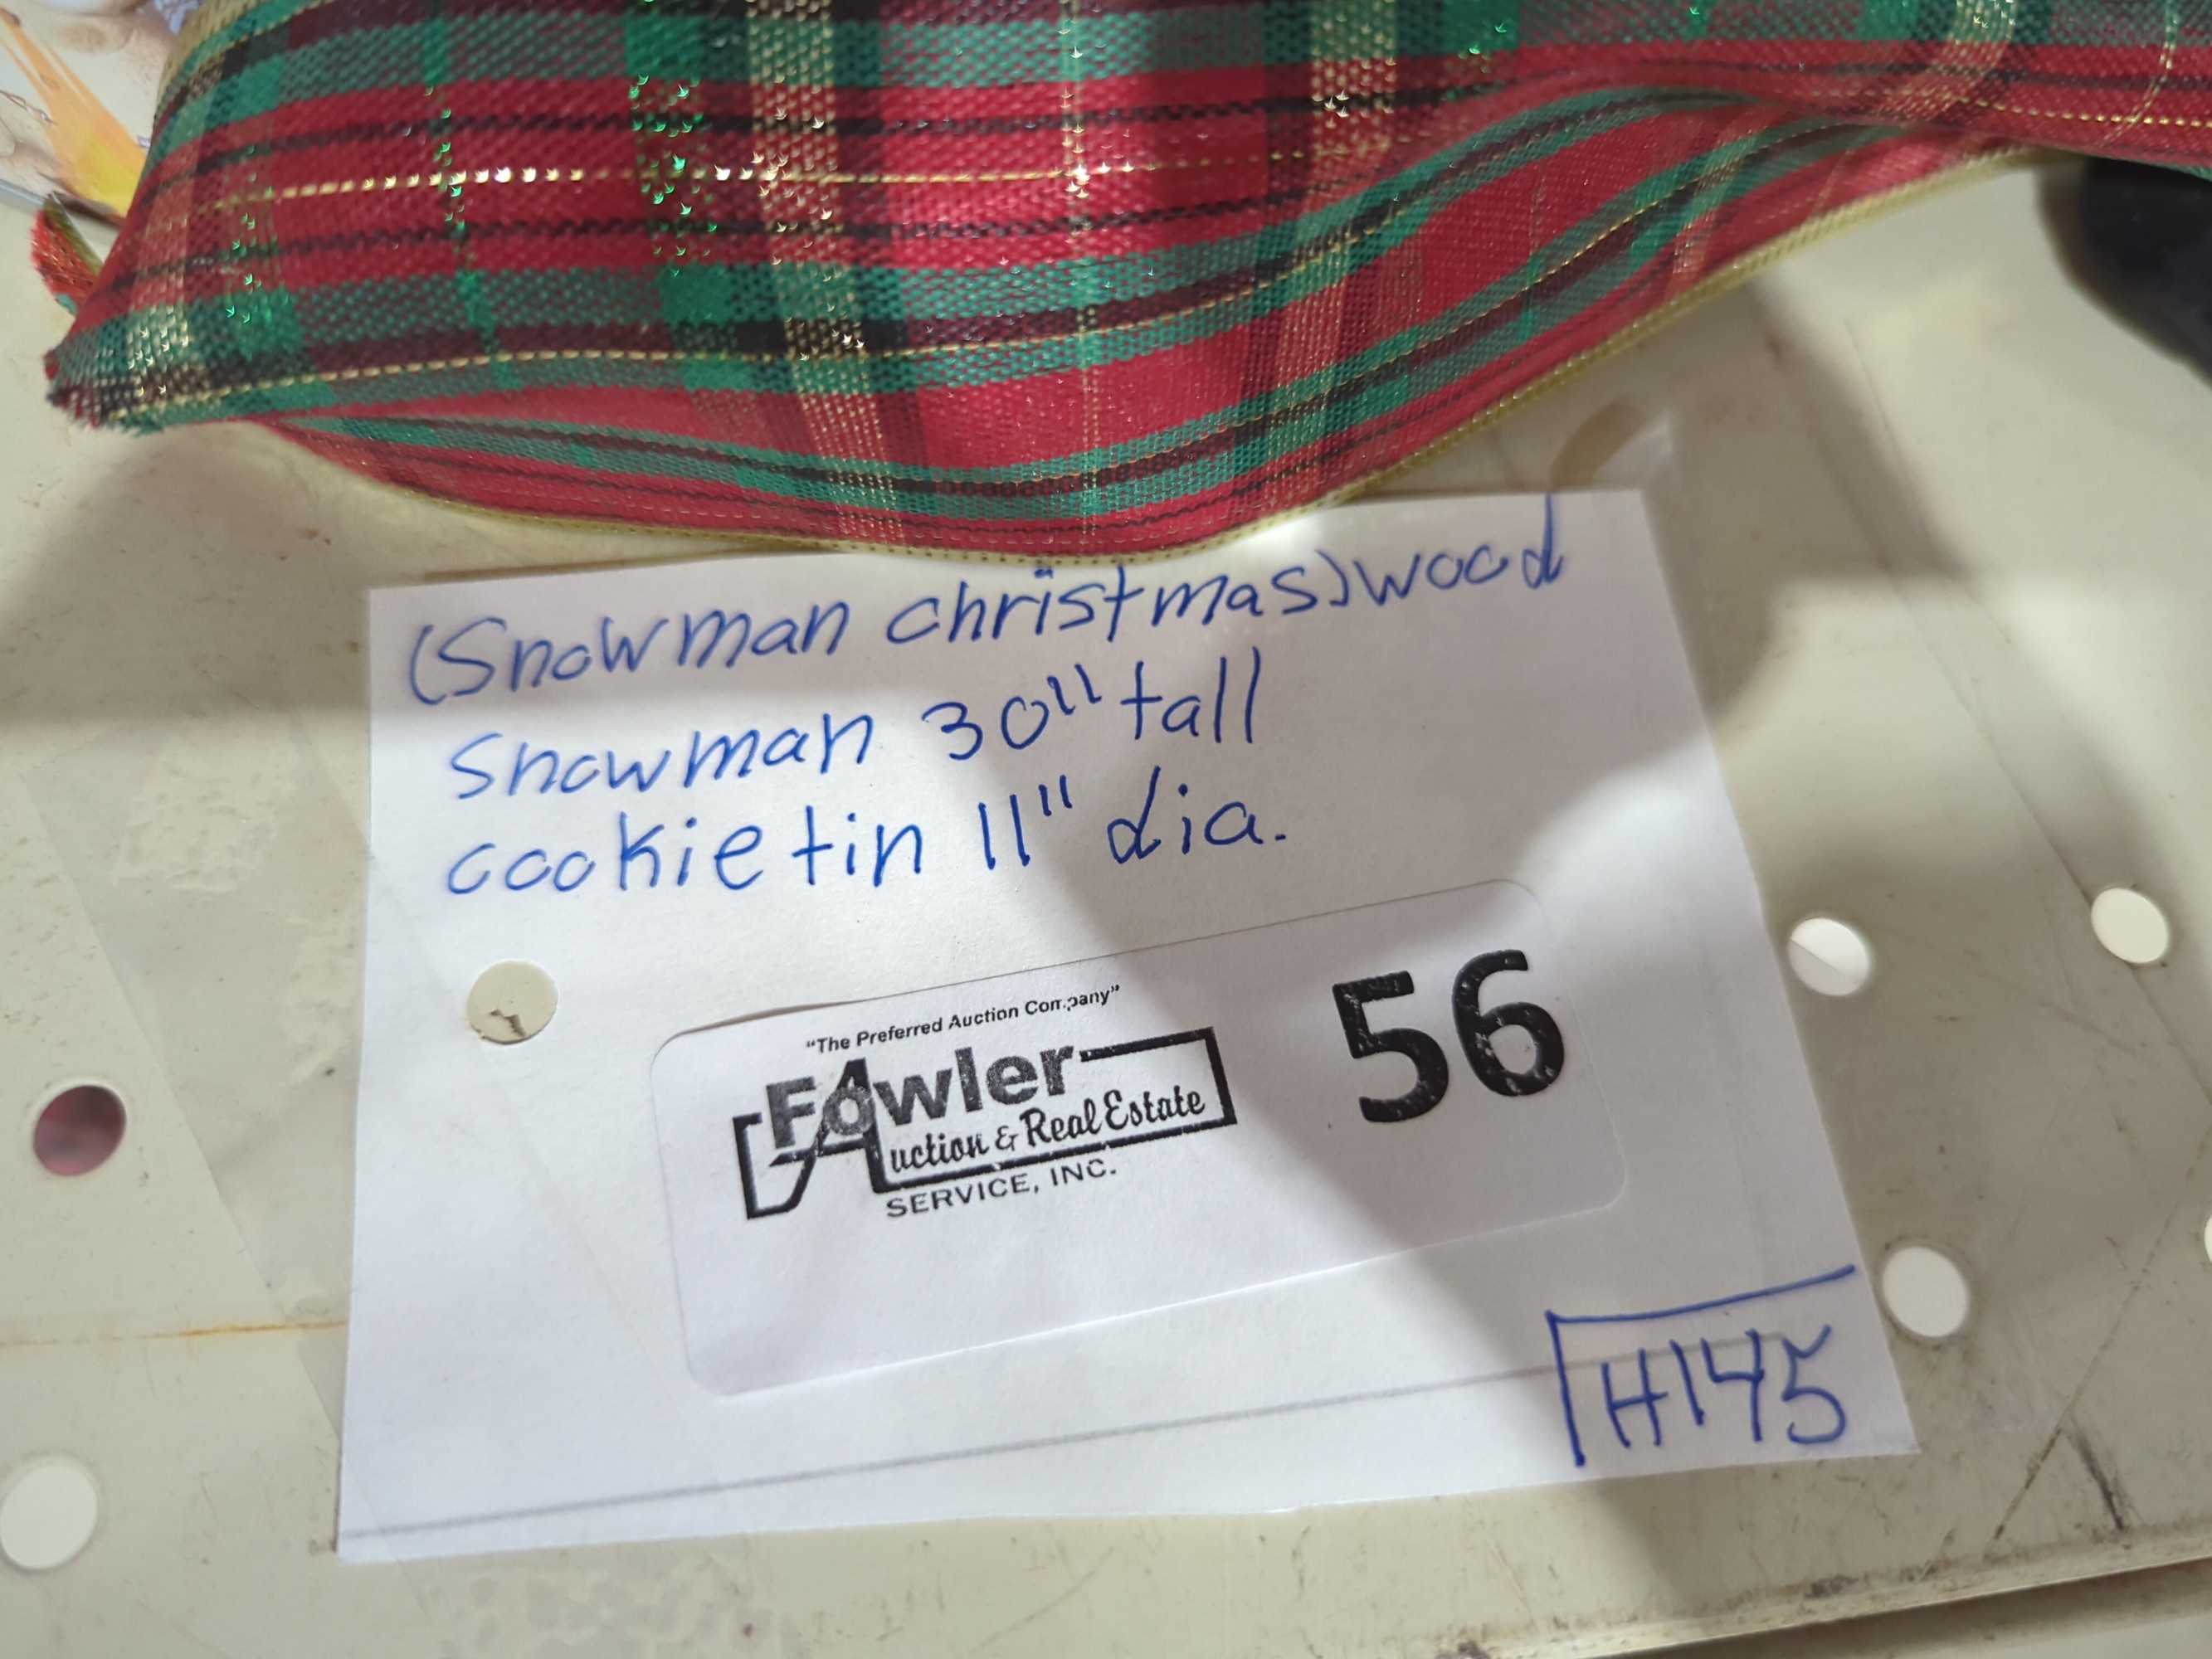 (Snowman christmas) wood
snowman 30" tall
cookie tin 11" dia.
"The Preferred Auction Company"
Fowler
Auction & Real Estate
SERVICE, INC.
56
H145